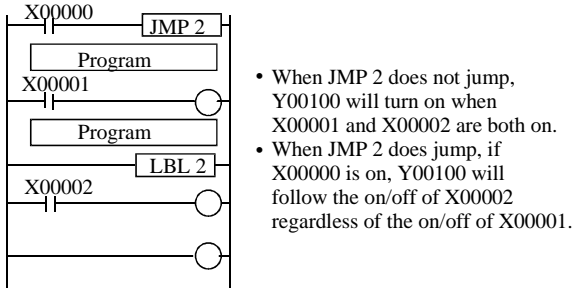 X00000
JMP 2
Program
X00001
Program
LBL 2
X00002
• When JMP 2 does not jump,
Y00100 will turn on when
X00001 and X00002 are both on.
• When JMP 2 does jump, if
X00000 is on, Y00100 will
follow the on/off of X00002
regardless of the on/off of X00001.